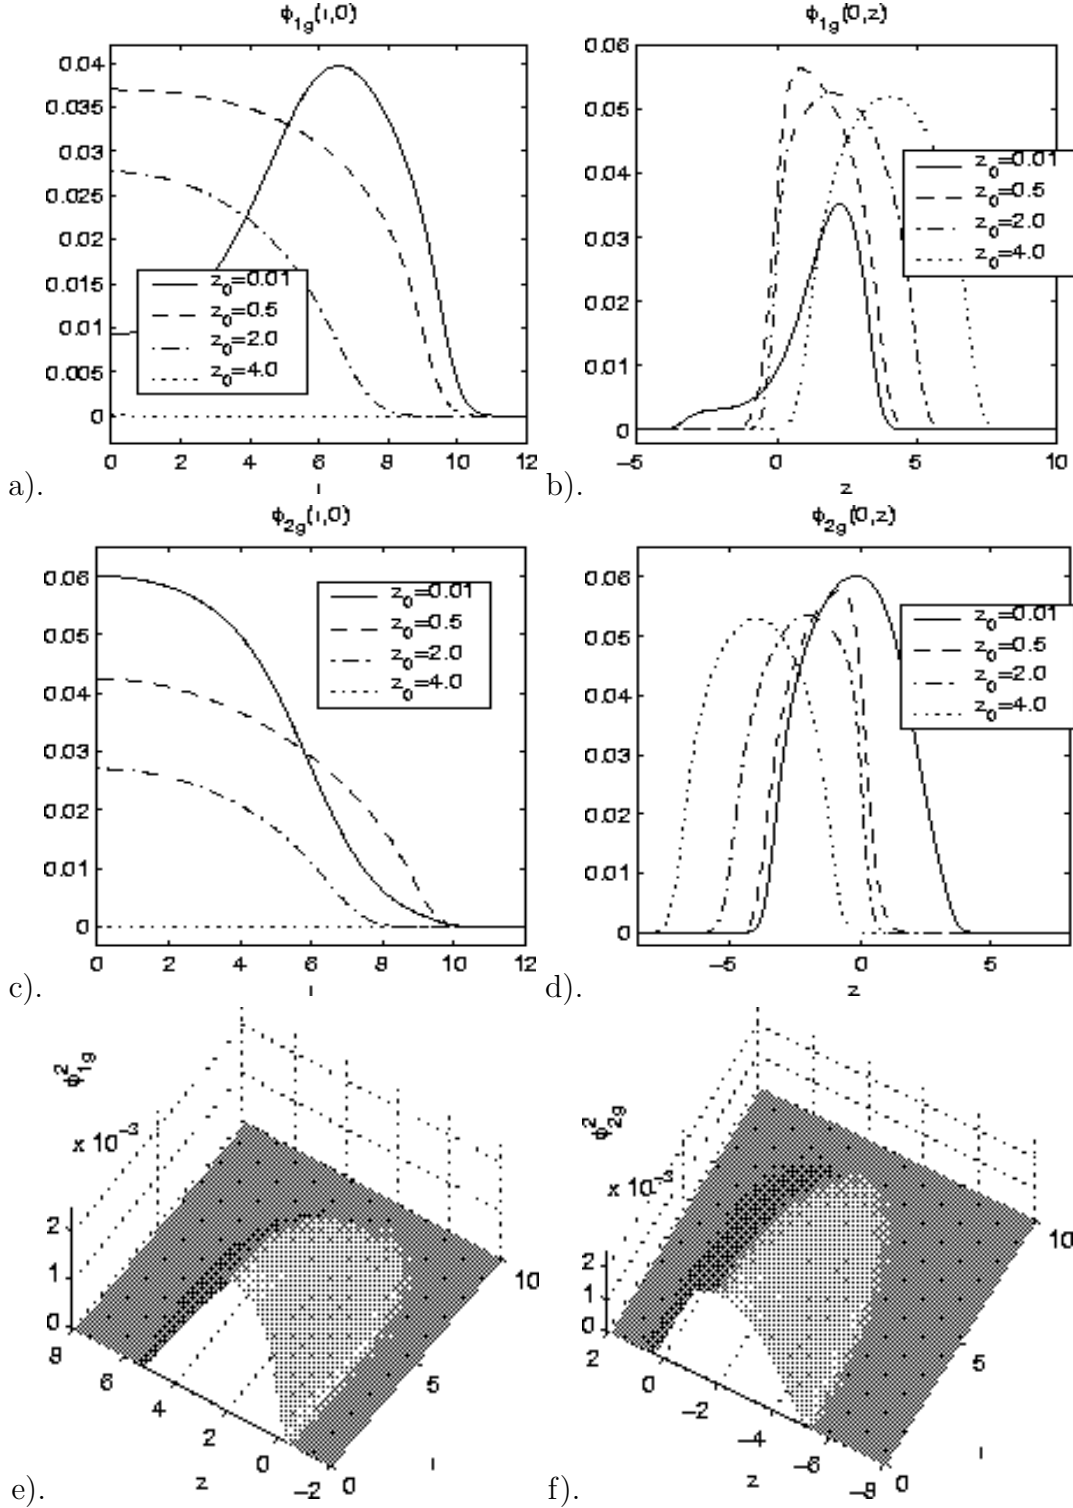 ϕ1g(r,0)
0.04
0.035
0.03
0.025
0.02
0.015
0.01
0.005
0
z0=0.01
z0=0.5
z0=2.0
z0=4.0
0 2 4 6 8 10 12
r
a).
ϕ1g(0,z)
0.06
0.05
0.04
0.03
0.02
0.01
0
z0=0.01
z0=0.5
z0=2.0
z0=4.0
−5 0 5 10
z
b).
ϕ2g(r,0)
0.06
0.05
0.04
0.03
0.02
0.01
0
z0=0.01
z0=0.5
z0=2.0
z0=4.0
0 2 4 6 8 10 12
r
c).
ϕ2g(0,z)
0.06
0.05
0.04
0.03
0.02
0.01
0
z0=0.01
z0=0.5
z0=2.0
z0=4.0
−5 0 5
z
d).
ϕ²1g
x 10⁻³
2
1
0
8 6 4 2 0 −2
z
0 5 10
r
e).
ϕ²2g
x 10⁻³
2
1
0
2 0 −2 −4 −6 −8
z
0 5 10
r
f).